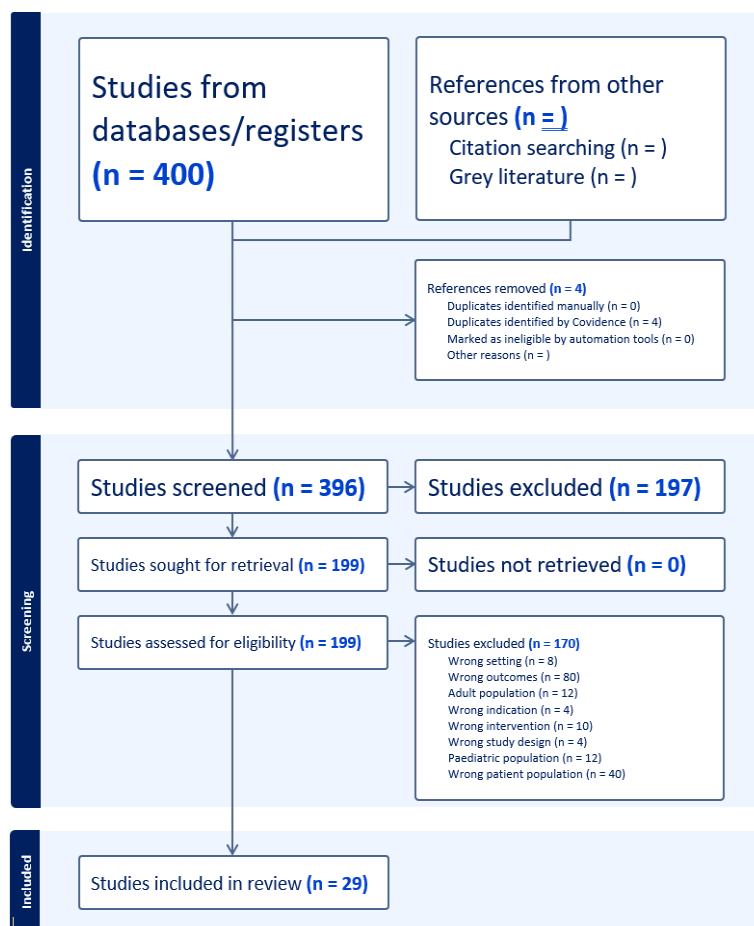 Identification
Studies from
databases/registers
(n = 400)
References from other
sources (n = )
Citation searching (n = )
Grey literature (n = )
References removed (n = 4)
Duplicates identified manually (n = 0)
Duplicates identified by Covidence (n = 4)
Marked as ineligible by automation tools (n = 0)
Other reasons (n = )
Screening
Studies screened (n = 396)
Studies excluded (n = 197)
Studies sought for retrieval (n = 199)
Studies not retrieved (n = 0)
Studies assessed for eligibility (n = 199)
Studies excluded (n = 170)
Wrong setting (n = 8)
Wrong outcomes (n = 80)
Adult population (n = 12)
Wrong indication (n = 4)
Wrong intervention (n = 10)
Wrong study design (n = 4)
Paediatric population (n = 12)
Wrong patient population (n = 40)
Included
Studies included in review (n = 29)